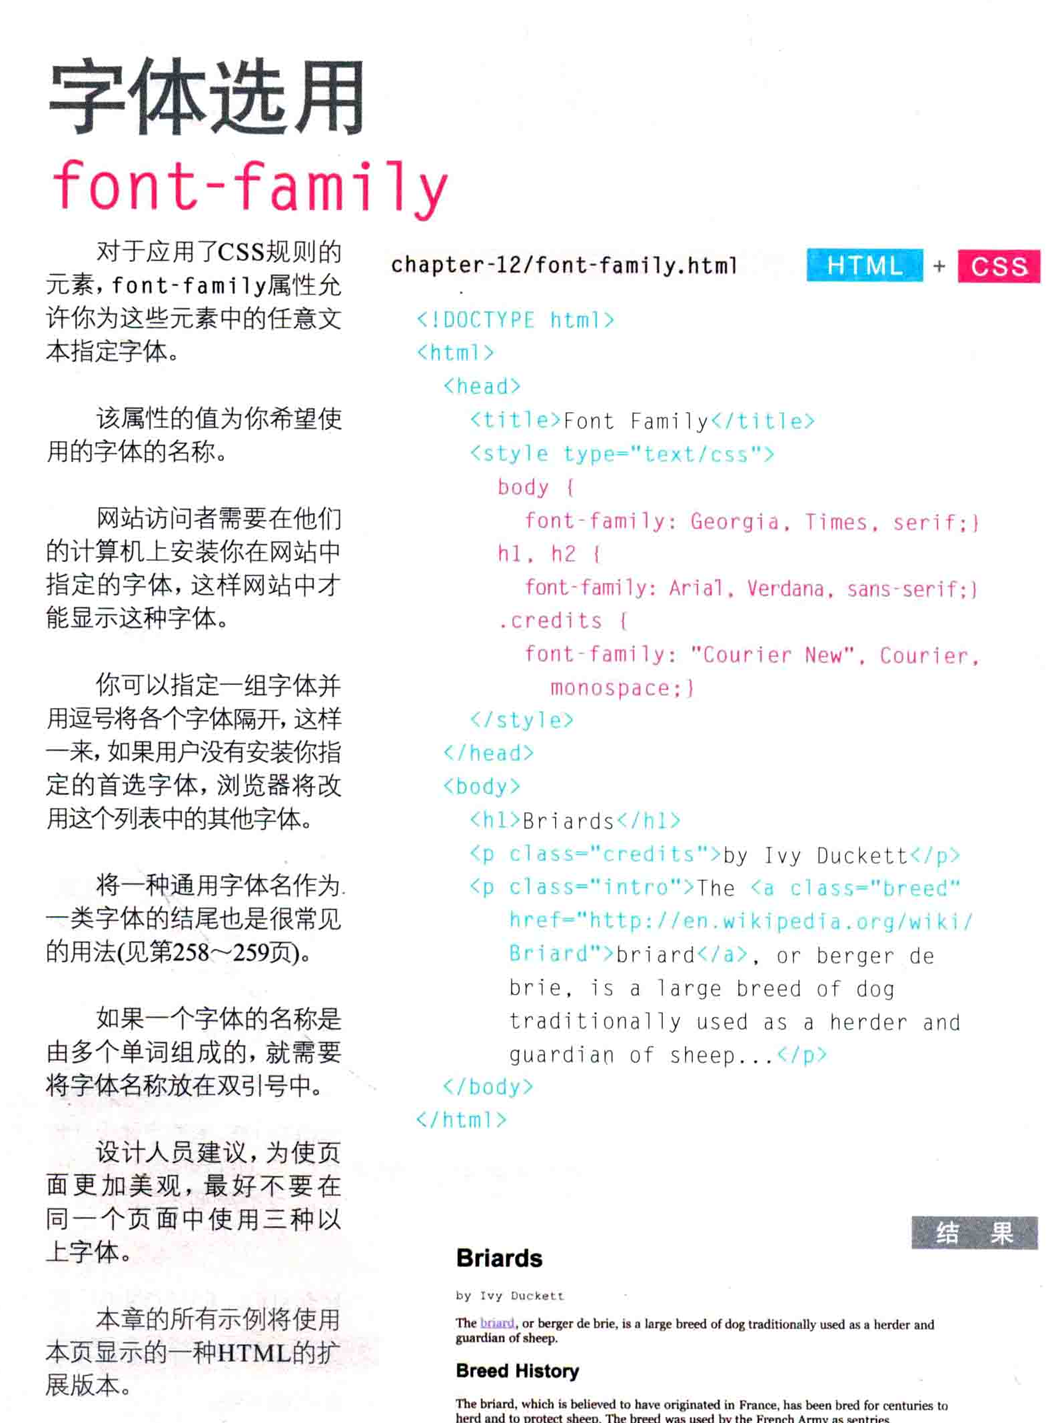 字体选用
font-family
对于应用了CSS规则的
元素，font-family属性允
许你为这些元素中的任意文
本指定字体。
该属性的值为你希望使
用的字体的名称。
网站访问者需要在他们
的计算机上安装你在网站中
指定的字体，这样网站中才
能显示这种字体。
你可以指定一组字体并
用逗号将各个字体隔开，这样
一来，如果用户没有安装你指
定的首选字体，浏览器将改
用这个列表中的其他字体。
将一种通用字体名作为
一类字体的结尾也是很常见
的用法(见第258～259页)。
如果一个字体的名称是
由多个单词组成的，就需要
将字体名称放在双引号中。
设计人员建议，为使页
面更加美观，最好不要在
同一个页面中使用三种以
上字体。
本章的所有示例将使用
本页显示的一种HTML的扩
展版本。
chapter-12/font-family.html HTML + CSS
<!DOCTYPE html>
<html>
<head>
<title>Font Family</title>
<style type="text/css">
body {
font-family: Georgia, Times, serif;}
h1, h2 {
font-family: Arial, Verdana, sans-serif;}
.credits {
font-family: "Courier New", Courier,
monospace;}
</style>
</head>
<body>
<h1>Briards</h1>
<p class="credits">by Ivy Duckett</p>
<p class="intro">The <a class="breed"
href="http://en.wikipedia.org/wiki/
Briard">briard</a>, or berger de
brie, is a large breed of dog
traditionally used as a herder and
guardian of sheep...</p>
</body>
</html>
结 果
Briards
by Ivy Duckett
The briard, or berger de brie, is a large breed of dog traditionally used as a herder and
guardian of sheep.
Breed History
The briard, which is believed to have originated in France, has been bred for centuries to
herd and to protect sheep. The breed was used by the French Army as sentries